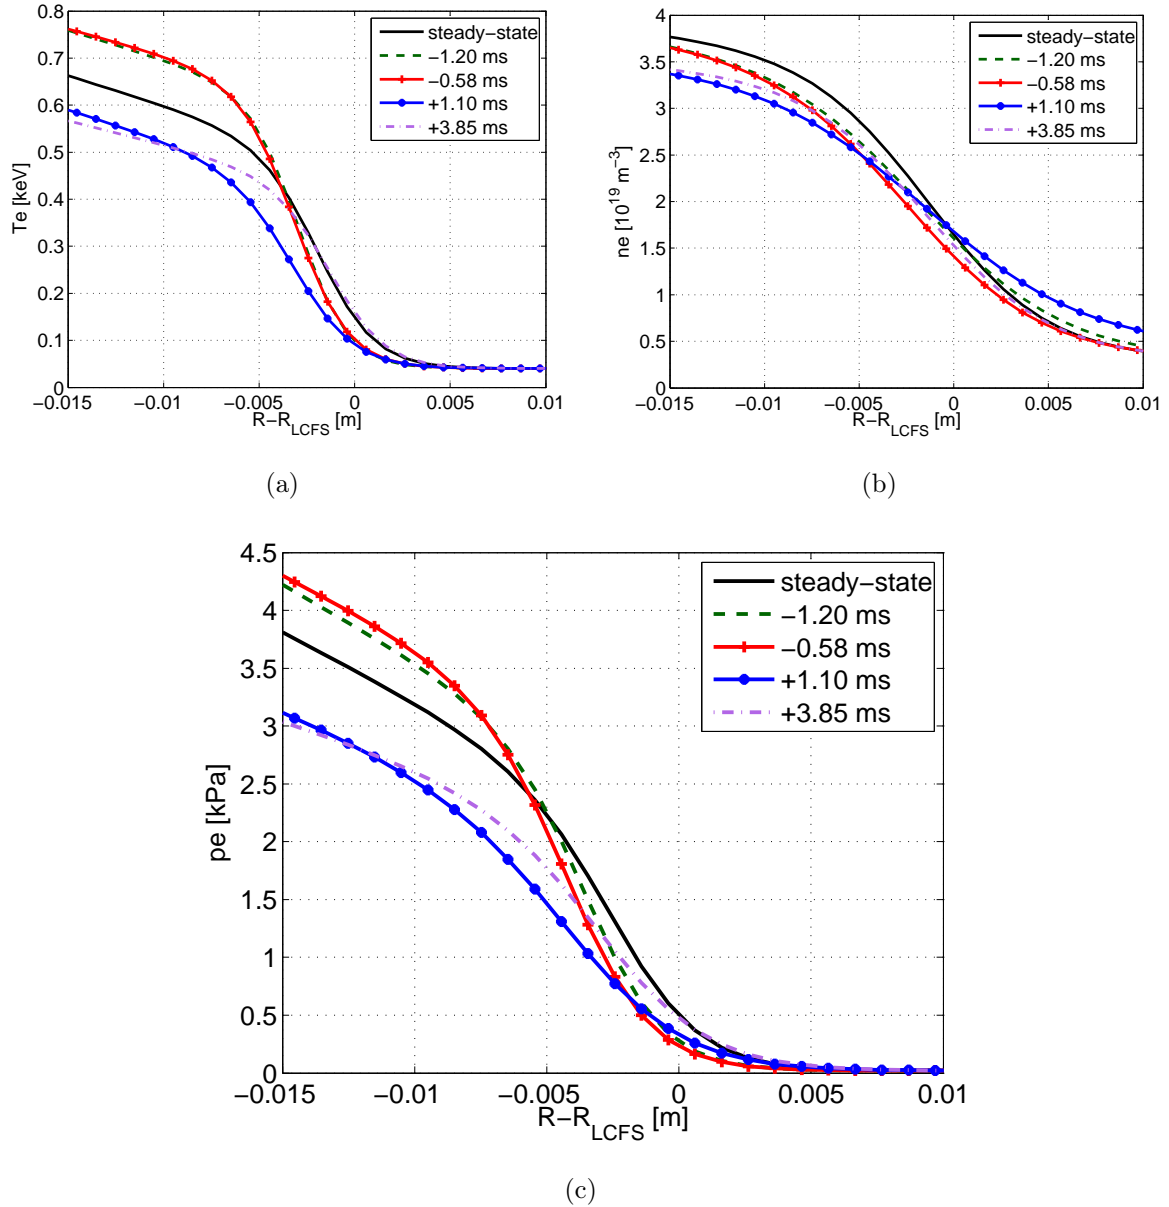 0.8
0.7
0.6
0.5
0.4
0.3
0.2
0.1
0
Te [keV]
−0.015 −0.01 −0.005 0 0.005 0.01
R−R_LCFS [m]
steady−state
−1.20 ms
−0.58 ms
+1.10 ms
+3.85 ms
(a)
4
3.5
3
2.5
2
1.5
1
0.5
0
ne [10^19 m^−3]
−0.015 −0.01 −0.005 0 0.005 0.01
R−R_LCFS [m]
steady−state
−1.20 ms
−0.58 ms
+1.10 ms
+3.85 ms
(b)
4.5
4
3.5
3
2.5
2
1.5
1
0.5
0
pe [kPa]
−0.015 −0.01 −0.005 0 0.005 0.01
R−R_LCFS [m]
steady−state
−1.20 ms
−0.58 ms
+1.10 ms
+3.85 ms
(c)